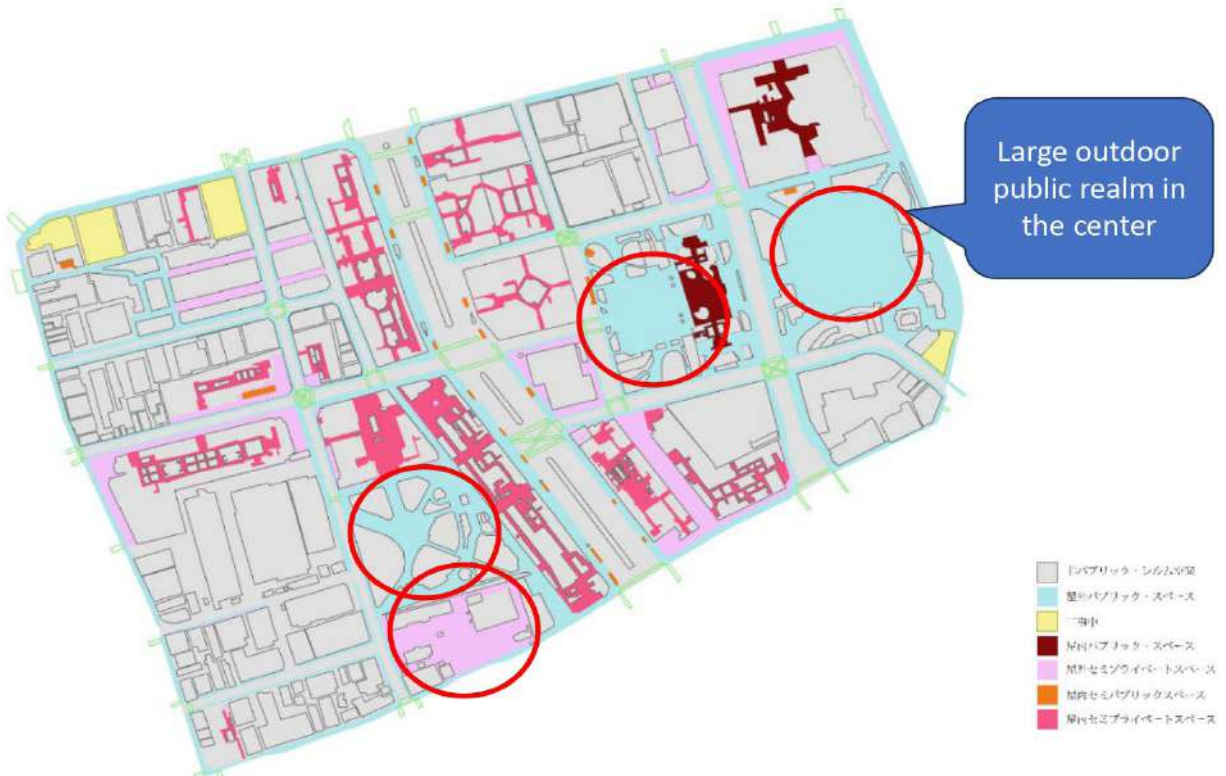 Large outdoor
public realm in
the center
屋外パブリック・スペース
工事中
屋内パブリック・スペース
屋外セミプライベートスペース
屋内セミパブリックスペース
屋内セミプライベートスペース